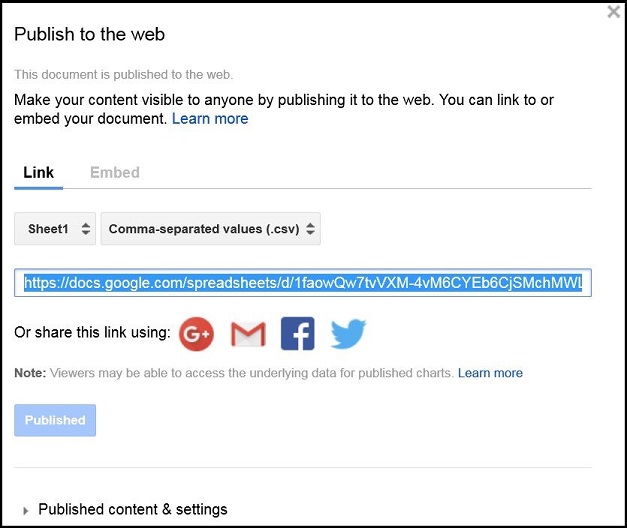 Publish to the web
This document is published to the web.
Make your content visible to anyone by publishing it to the web. You can link to or
embed your document. Learn more
Link Embed
Sheet1 Comma-separated values (.csv)
https://docs.google.com/spreadsheets/d/1faowQw7tvVXM-4vM6CYEb6CjSMchMWL
Or share this link using: G+ f
Note: Viewers may be able to access the underlying data for published charts. Learn more
Published
Published content & settings